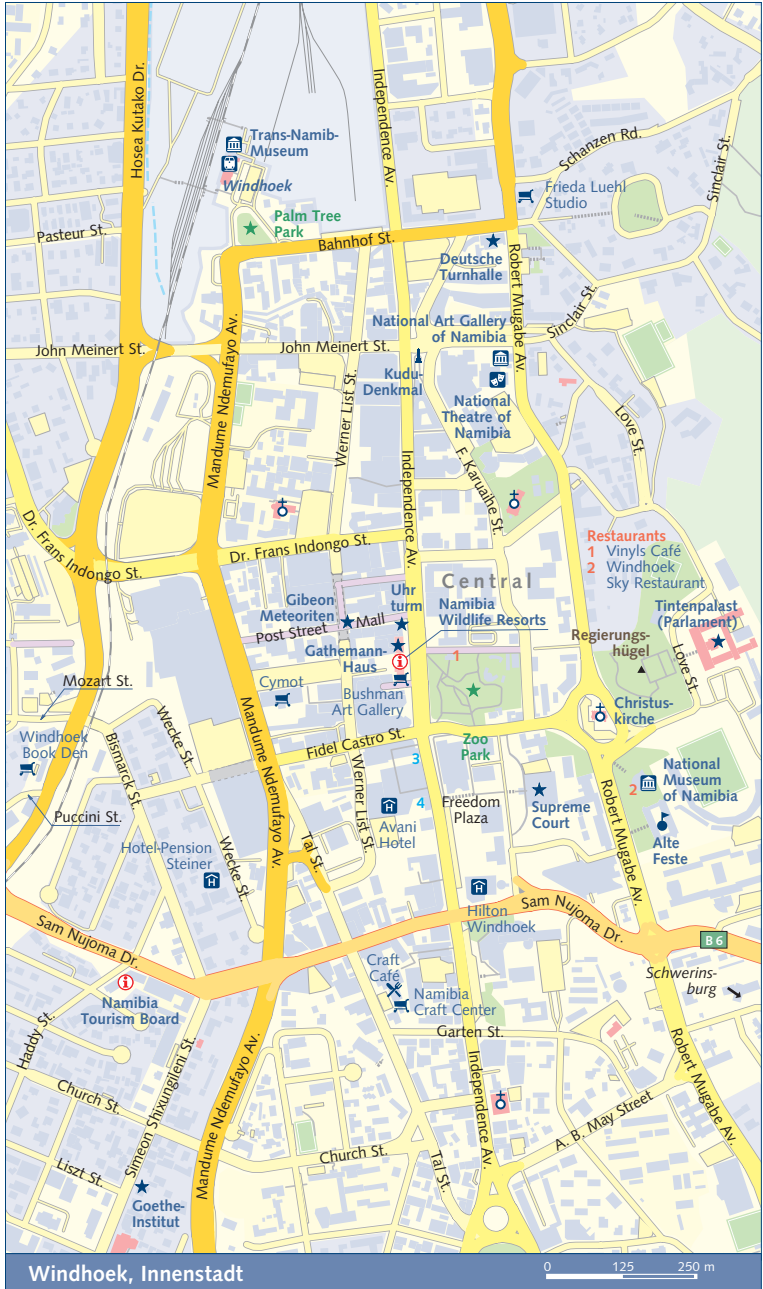 Hosea Kutako Dr.
Independence Av.
Trans-Namib-
Museum
Windhoek
Schanzen Rd.
Sinclair St.
Frieda Luehl
Studio
Pasteur St.
Palm Tree
Park
Bahnhof St.
Deutsche
Turnhalle
Robert Mugabe Av.
Sinclair St.
National Art Gallery
of Namibia
John Meinert St.
John Meinert St.
Kudu-
Denkmal
Mandume Ndemufayo Av.
Werner List St.
National
Theatre of
Namibia
Love St.
Independence Av.
F. Karuaihe St.
Dr. Frans Indongo St.
Dr. Frans Indongo St.
Restaurants
1 Vinyls Café
2 Windhoek
Sky Restaurant
Central
Gibeon
Meteoriten
Uhr
turm
Namibia
Wildlife Resorts
Post Street Mall
Tintenpalast
(Parlament)
Regierungs-
hügel
Gathemann-
Haus
1
Love St.
Mozart St.
Cymot
Bushman
Art Gallery
Christus-
kirche
Wecke St.
Mandume Ndemufayo Av.
Windhoek
Book Den
Bismarck St.
Fidel Castro St.
Zoo
Park
3
Werner List St.
National
Museum
of Namibia
2
4
Freedom
Plaza
Supreme
Court
Robert Mugabe Av.
Puccini St.
Avani
Hotel
Alte
Feste
Hotel-Pension
Steiner
Wecke St.
Tal St.
Hilton
Windhoek
Sam Nujoma Dr.
Sam Nujoma Dr.
B 6
Craft
Café
Schwerins-
burg
Namibia
Tourism Board
Namibia
Craft Center
Haddy St.
Garten St.
Simeon Shixungileni St.
Mandume Ndemufayo Av.
Independence Av.
Robert Mugabe Av.
Church St.
A. B. May Street
Church St.
Liszt St.
Tal St.
Goethe-
Institut
Windhoek, Innenstadt
0 125 250 m